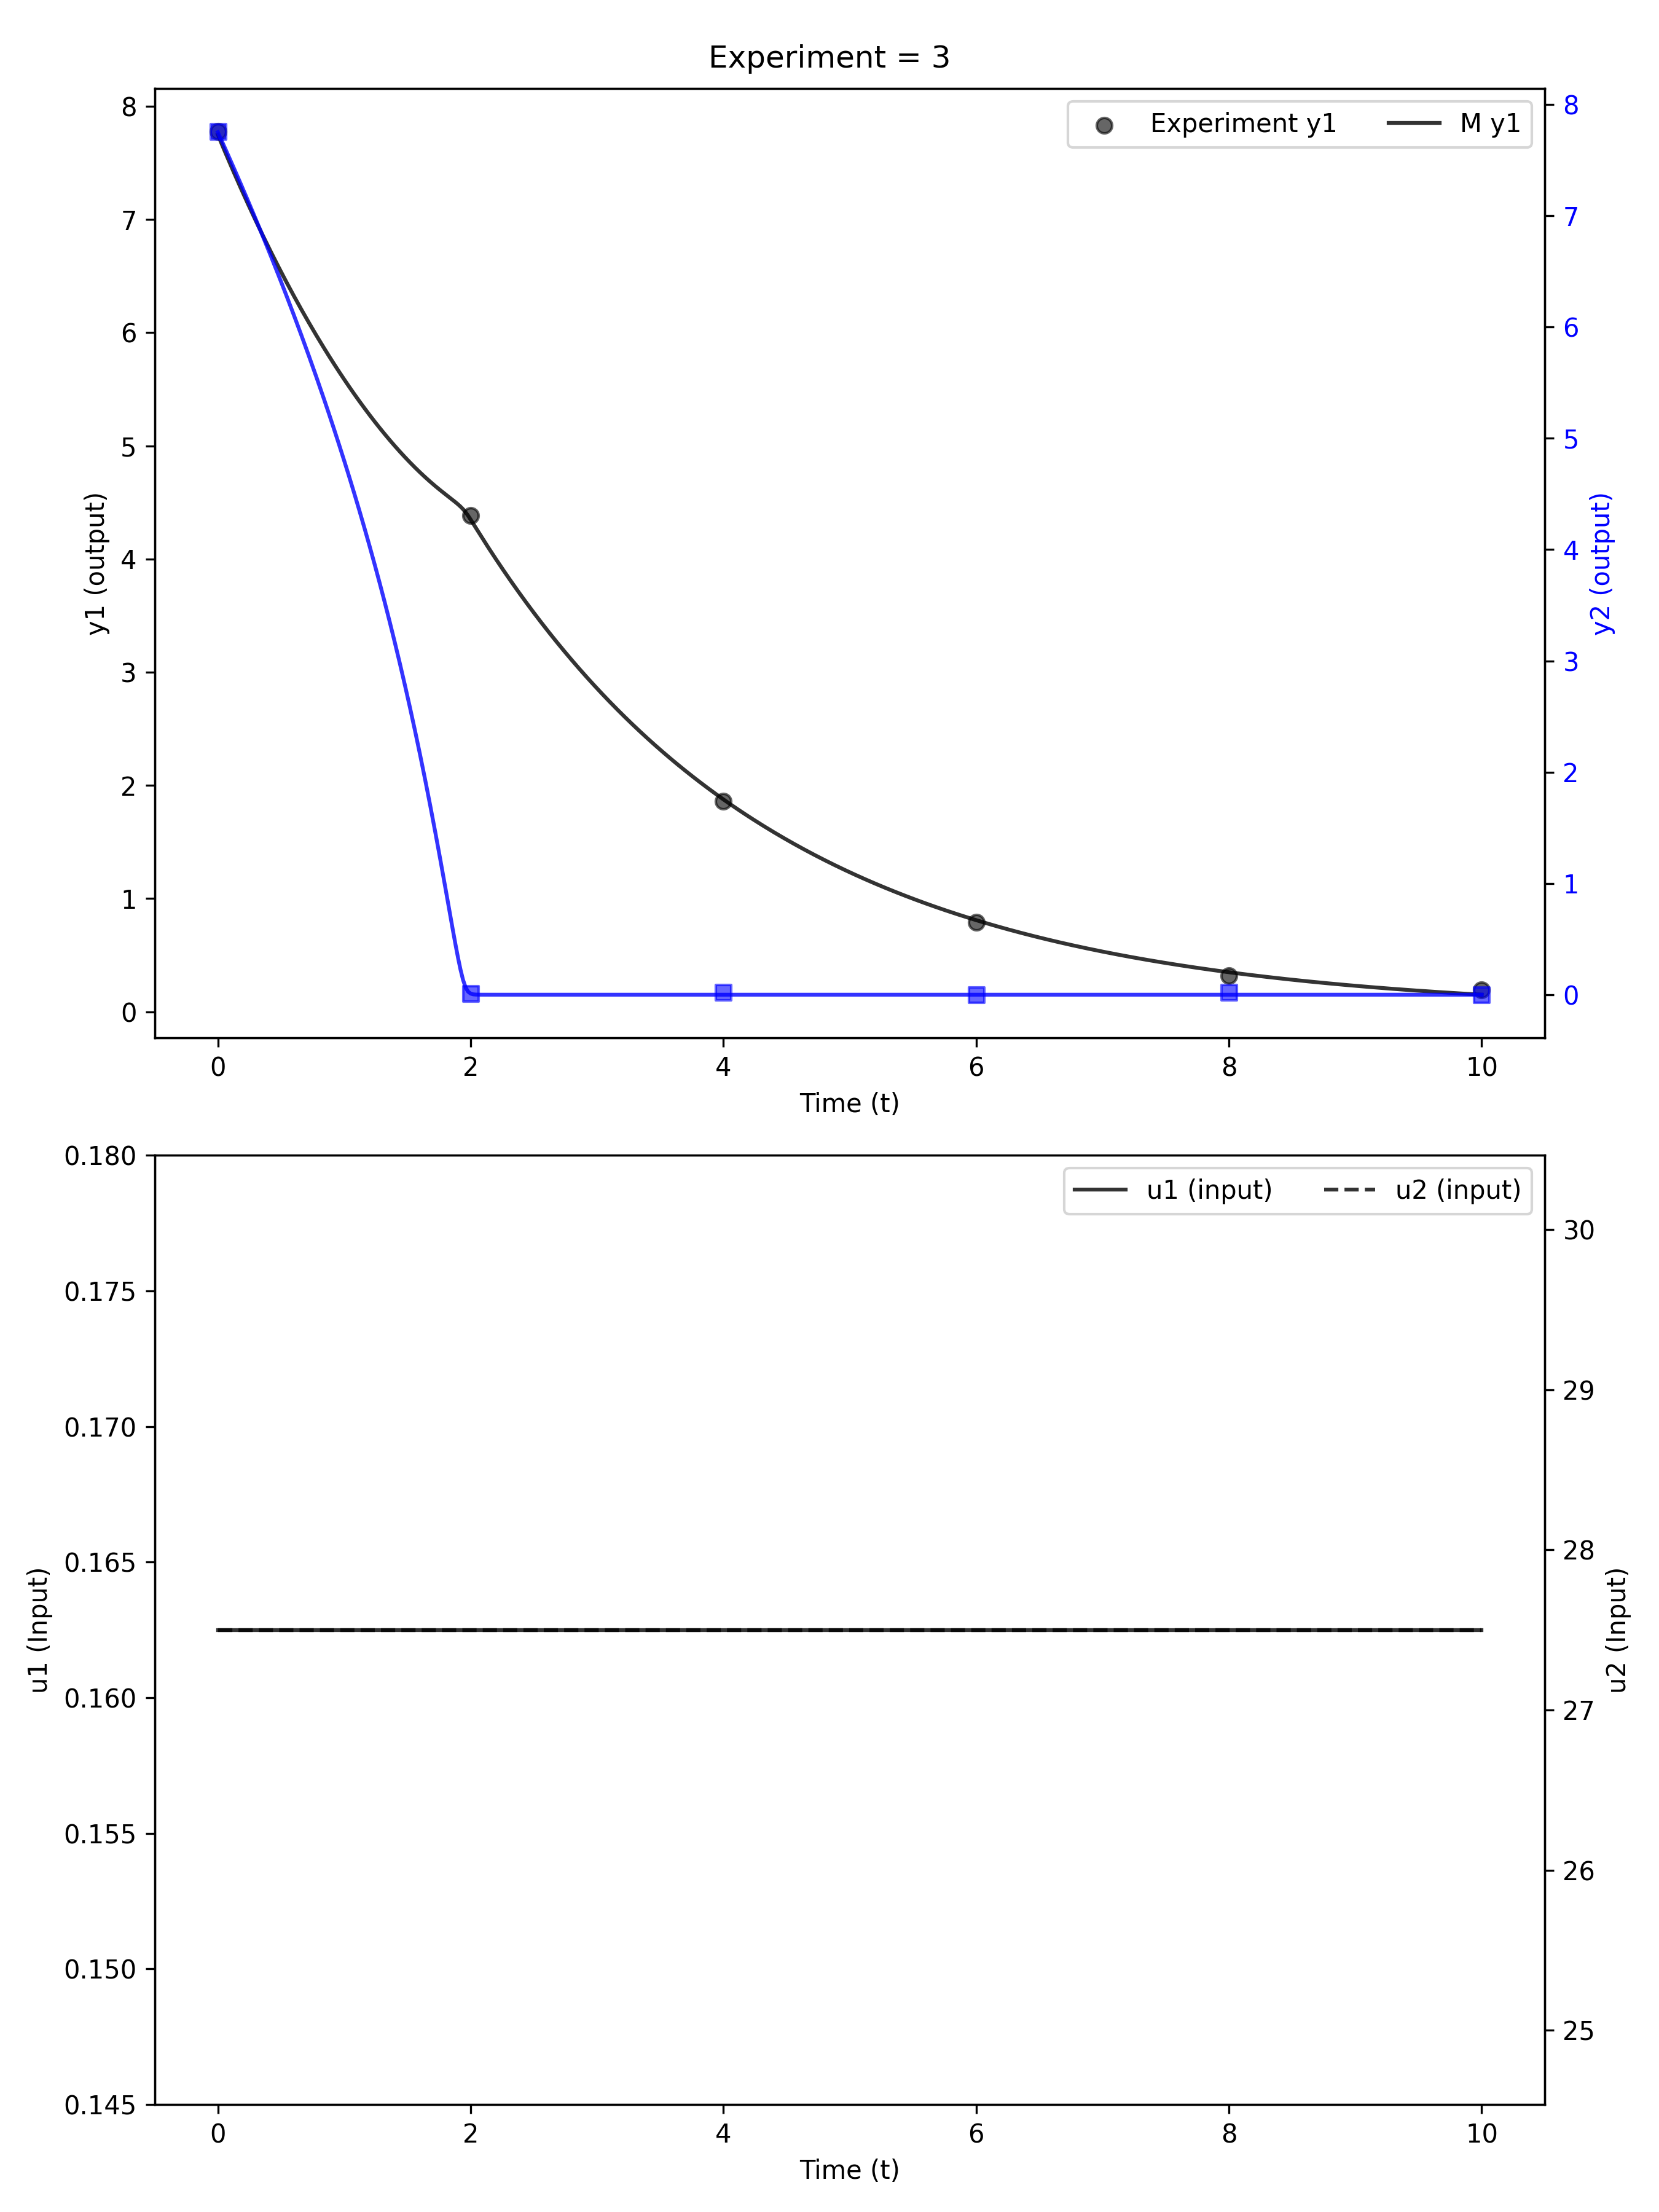 Experiment = 3
Experiment y1 M y1
8
7
6
5
4
3
2
1
0
y1 (output)
8
7
6
5
4
3
2
1
0
y2 (output)
0 2 4 6 8 10
Time (t)
u1 (input) u2 (input)
0.180
0.175
0.170
0.165
0.160
0.155
0.150
0.145
u1 (Input)
30
29
28
27
26
25
u2 (Input)
0 2 4 6 8 10
Time (t)